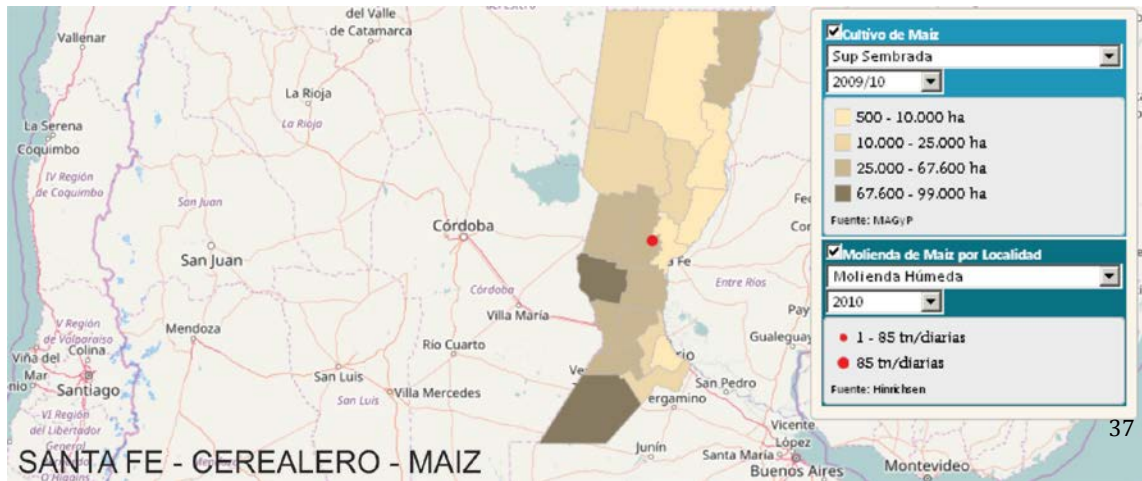 del Valle
de Catamarca
Vallenar
La Rioja
La Rioja
La Serena
Coquimbo
IV Región
de Coquimbo
San Juan
San Juan
Córdoba
Córdoba
Villa María
Entre Ríos
Mendoza
Río Cuarto
San Luis
San Luis
Villa Mercedes
V Región
de Valparaíso
Viña del
Mar
Colina
Santiago
VI Región
del Libertador
General
O'Higgins
San Pedro
ergamino
Junín
Vicente
López
Santa María
Buenos Aires
Montevideo
Gualeguay
SANTA FE - CEREALERO - MAIZ
Cultivo de Maiz
Sup Sembrada
2009/10
500 - 10.000 ha
10.000 - 25.000 ha
25.000 - 67.600 ha
67.600 - 99.000 ha
Fuente: MAGyP
Molienda de Maiz por Localidad
Molienda Húmeda
2010
1 - 85 tn/diarias
85 tn/diarias
Fuente: Hinrichsen
37